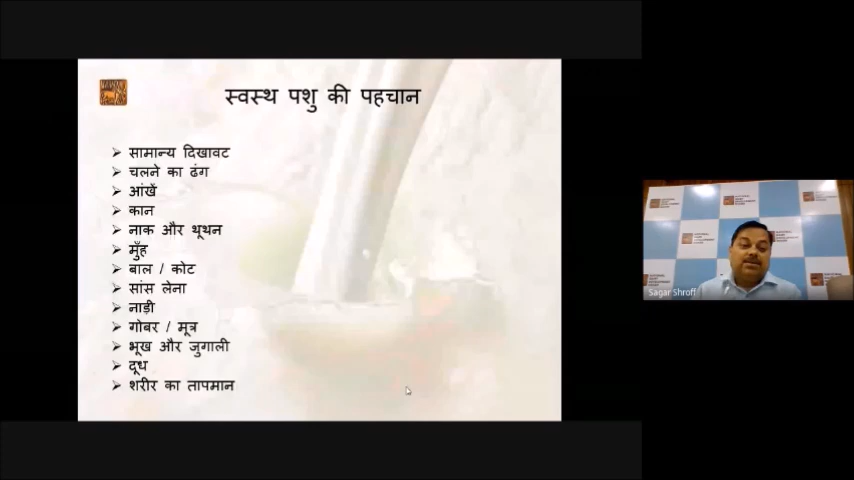 स्वस्थ पशु की पहचान
➢ सामान्य दिखावट
➢ चलने का ढंग
➢ आंखें
➢ कान
➢ नाक और थूथन
➢ मुँह
➢ बाल / कोट
➢ सांस लेना
➢ नाड़ी
➢ गोबर / मूत्र
➢ भूख और जुगाली
➢ दूध
➢ शरीर का तापमान
Sagar Shroff